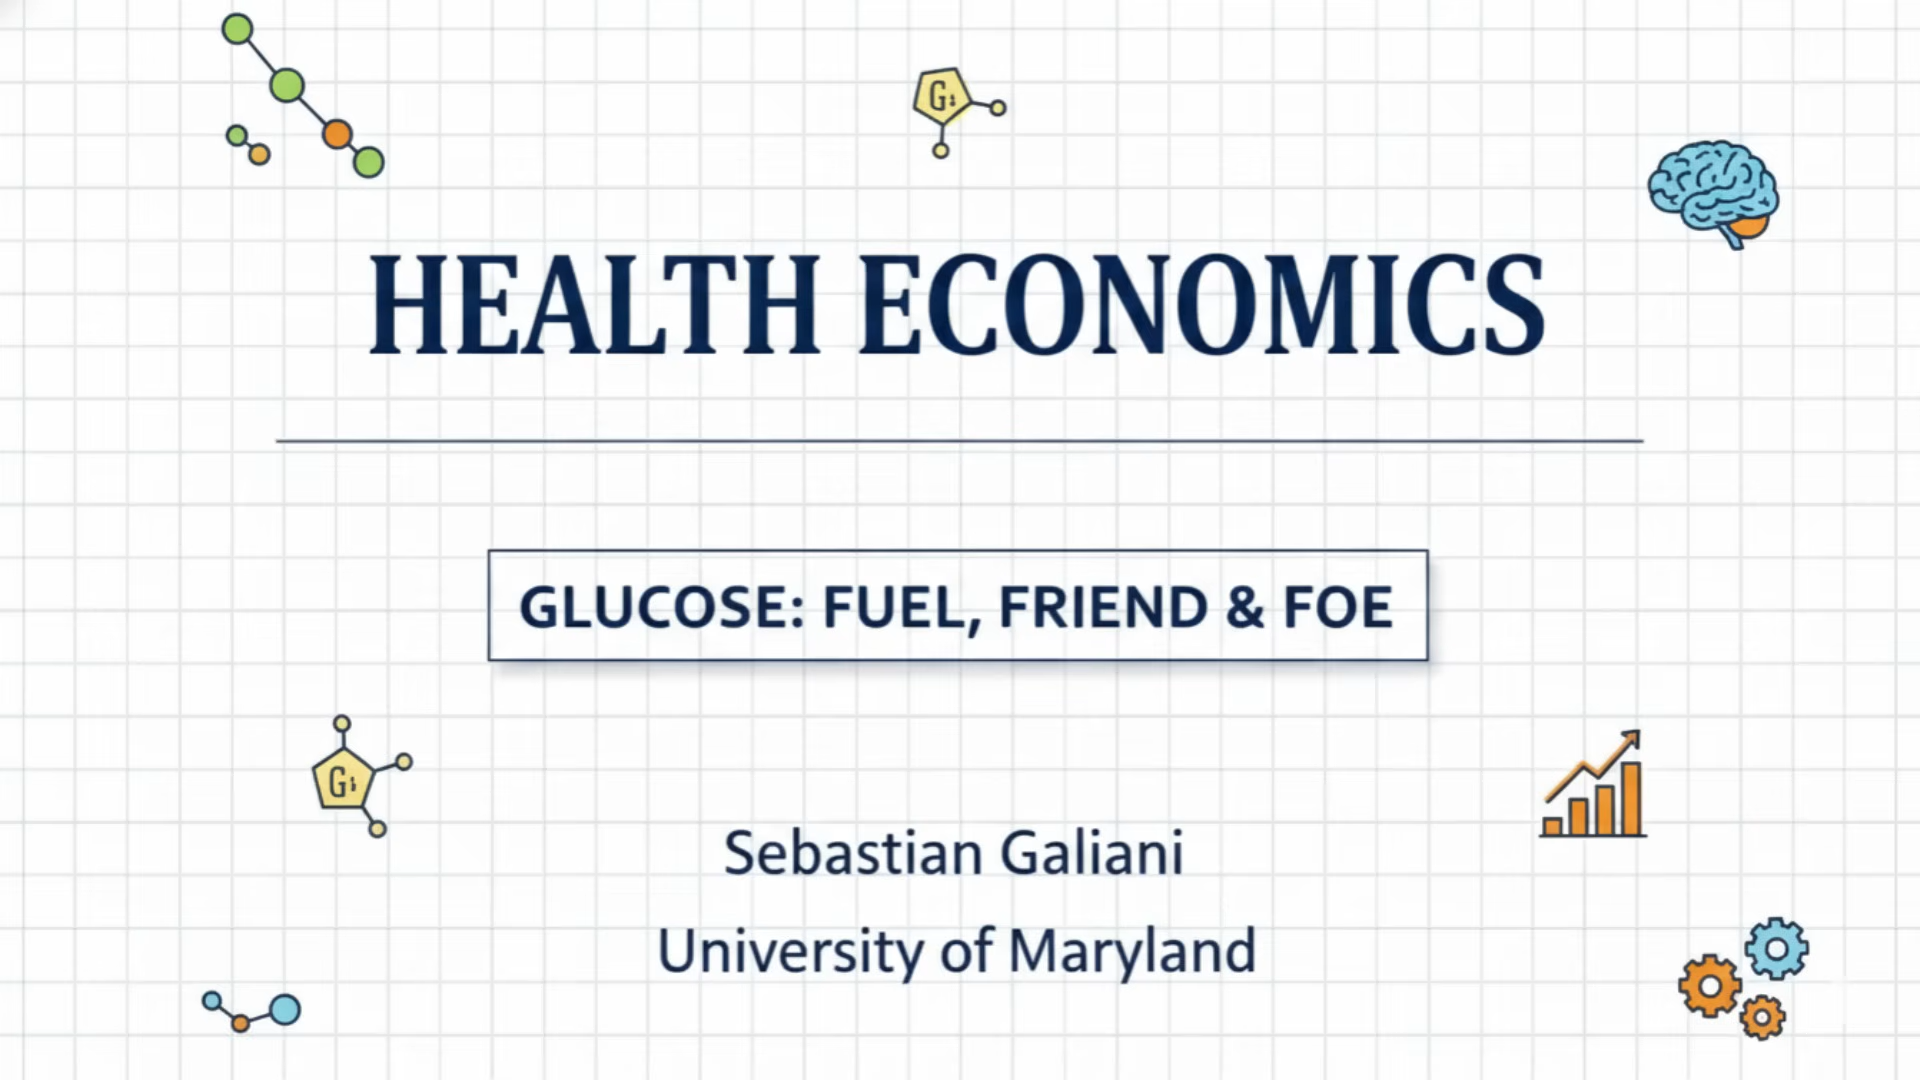 HEALTH ECONOMICS
GLUCOSE: FUEL, FRIEND & FOE
Sebastian Galiani
University of Maryland